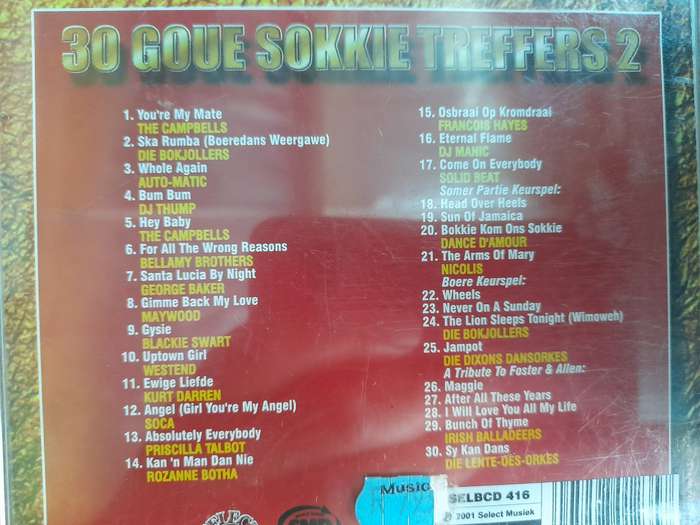 30 GOUE SOKKIE TREFFERS 2
1. You're My Mate
THE CAMPBELLS
2. Ska Rumba (Boeredans Weergawe)
DIE BOKJOLLERS
3. Whole Again
AUTO-MATIC
4. Bum Bum
DJ THUMP
5. Hey Baby
THE CAMPBELLS
6. For All The Wrong Reasons
BELLAMY BROTHERS
7. Santa Lucia By Night
GEORGE BAKER
8. Gimme Back My Love
MAYWOOD
9. Gysie
BLACKIE SWART
10. Uptown Girl
WESTEND
11. Ewige Liefde
KURT DARREN
12. Angel (Girl You're My Angel)
SOCA
13. Absolutely Everybody
PRISCILLA TALBOT
14. Kan 'n Man Dan Nie
ROZANNE BOTHA
15. Osbraai Op Kromdraai
FRANCOIS HAYES
16. Eternal Flame
DJ MANIC
17. Come On Everybody
SOLID BEAT
Somer Partie Keurspel:
18. Head Over Heels
19. Sun Of Jamaica
20. Bokkie Kom Ons Sokkie
DANCE D'AMOUR
21. The Arms Of Mary
NICOLIS
Boere Keurspel:
22. Wheels
23. Never On A Sunday
24. The Lion Sleeps Tonight (Wimoweh)
DIE BOKJOLLERS
25. Jampot
DIE DIXONS DANSORKES
A Tribute To Foster & Allen:
26. Maggie
27. After All These Years
28. I Will Love You All My Life
29. Bunch Of Thyme
IRISH BALLADEERS
30. Sy Kan Dans
DIE LENTE-OES-ORKES
Music
SELBCD 416
℗ 2001 Select Musiek